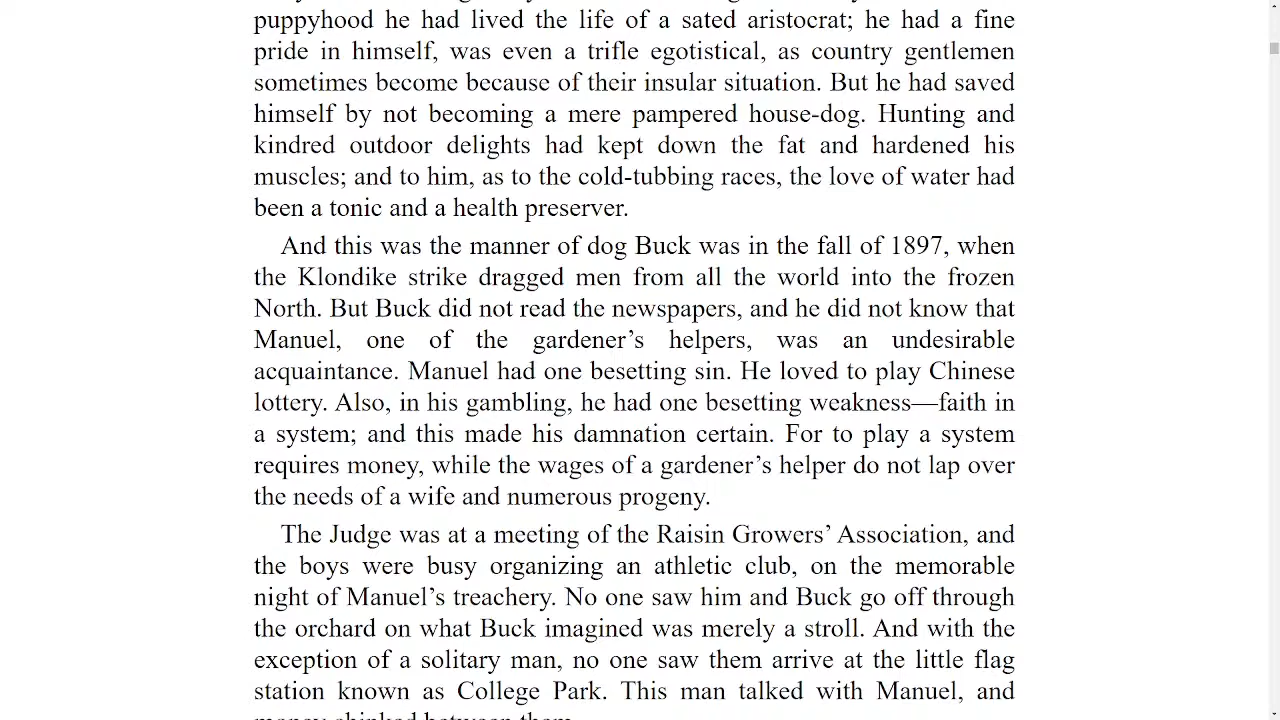 puppyhood he had lived the life of a sated aristocrat; he had a fine
pride in himself, was even a trifle egotistical, as country gentlemen
sometimes become because of their insular situation. But he had saved
himself by not becoming a mere pampered house-dog. Hunting and
kindred outdoor delights had kept down the fat and hardened his
muscles; and to him, as to the cold-tubbing races, the love of water had
been a tonic and a health preserver.
And this was the manner of dog Buck was in the fall of 1897, when
the Klondike strike dragged men from all the world into the frozen
North. But Buck did not read the newspapers, and he did not know that
Manuel, one of the gardener’s helpers, was an undesirable
acquaintance. Manuel had one besetting sin. He loved to play Chinese
lottery. Also, in his gambling, he had one besetting weakness—faith in
a system; and this made his damnation certain. For to play a system
requires money, while the wages of a gardener’s helper do not lap over
the needs of a wife and numerous progeny.
The Judge was at a meeting of the Raisin Growers’ Association, and
the boys were busy organizing an athletic club, on the memorable
night of Manuel’s treachery. No one saw him and Buck go off through
the orchard on what Buck imagined was merely a stroll. And with the
exception of a solitary man, no one saw them arrive at the little flag
station known as College Park. This man talked with Manuel, and
money chinked between them.